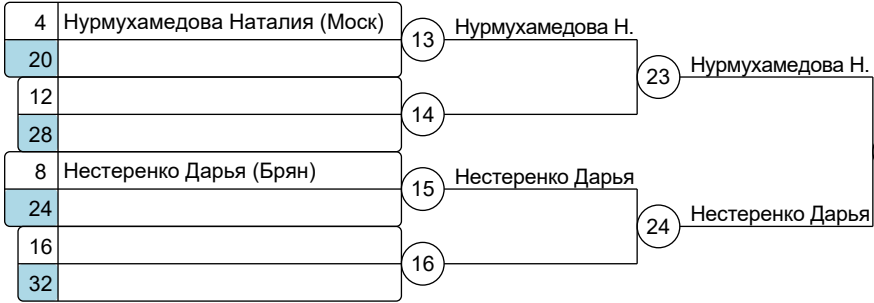 4 Нурмухамедова Наталия (Моск)
20
13 Нурмухамедова Н.
23 Нурмухамедова Н.
12
28
14
8 Нестеренко Дарья (Брян)
24
15 Нестеренко Дарья
24 Нестеренко Дарья
16
32
16